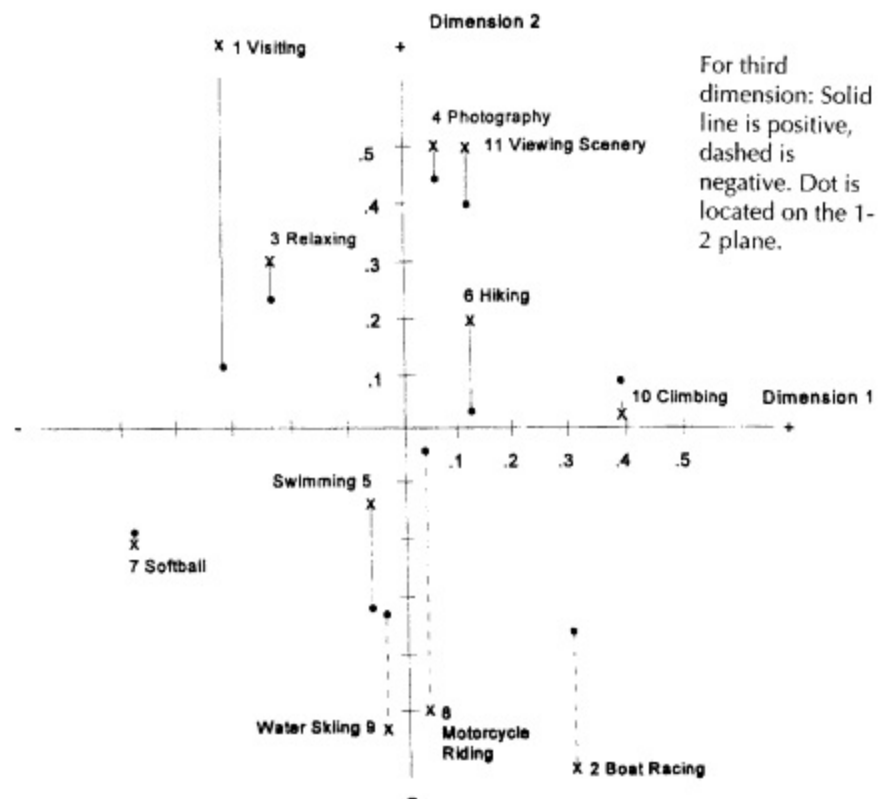 Dimension 2
1 Visiting
For third
dimension: Solid
line is positive,
dashed is
negative. Dot is
located on the 1-
2 plane.
4 Photography
11 Viewing Scenery
.5
.4
3 Relaxing
.3
6 Hiking
.2
.1
10 Climbing
Dimension 1
.1 .2 .3 .4 .5
Swimming 5
7 Softball
Water Skiing 9
8
Motorcycle
Riding
2 Boat Racing